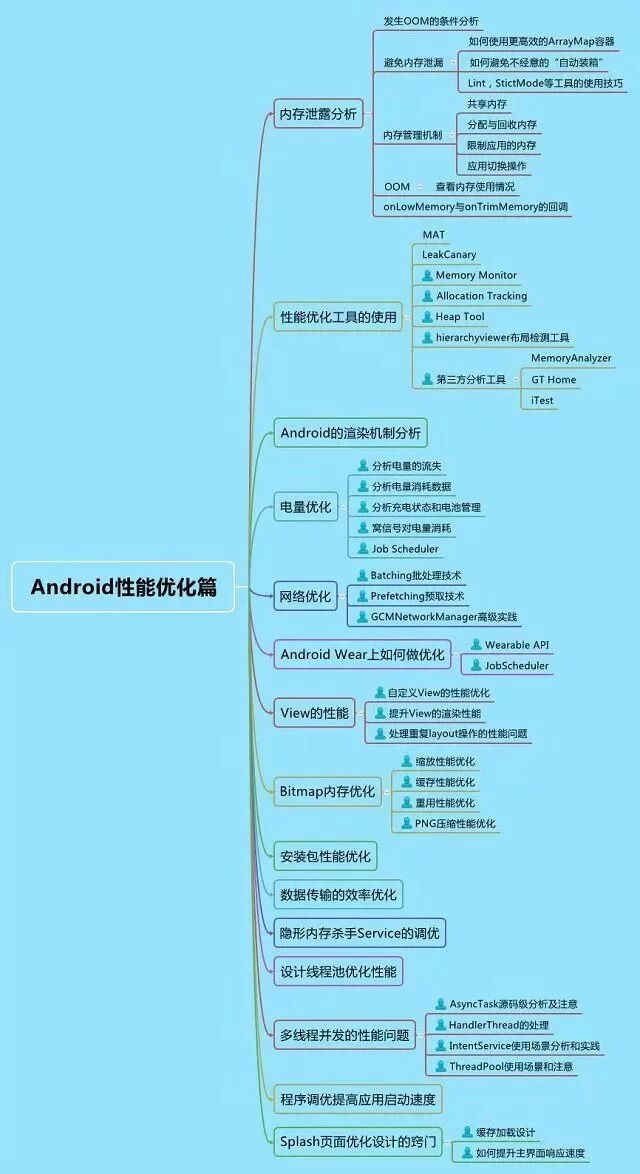 Android性能优化篇
内存泄露分析
发生OOM的条件分析
避免内存泄漏
如何使用更高效的ArrayMap容器
如何避免不经意的“自动装箱”
Lint，StictMode等工具的使用技巧
内存管理机制
共享内存
分配与回收内存
限制应用的内存
应用切换操作
OOM
查看内存使用情况
onLowMemory与onTrimMemory的回调
性能优化工具的使用
MAT
LeakCanary
Memory Monitor
Allocation Tracking
Heap Tool
hierarchyviewer布局检测工具
第三方分析工具
MemoryAnalyzer
GT Home
iTest
Android的渲染机制分析
电量优化
分析电量的流失
分析电量消耗数据
分析充电状态和电池管理
窝信号对电量消耗
Job Scheduler
网络优化
Batching批处理技术
Prefetching预取技术
GCMNetworkManager高级实践
Android Wear上如何做优化
Wearable API
JobScheduler
View的性能
自定义View的性能优化
提升View的渲染性能
处理重复layout操作的性能问题
Bitmap内存优化
缩放性能优化
缓存性能优化
重用性能优化
PNG压缩性能优化
安装包性能优化
数据传输的效率优化
隐形内存杀手Service的调优
设计线程池优化性能
多线程并发的性能问题
AsyncTask源码级分析及注意
HandlerThread的处理
IntentService使用场景分析和实践
ThreadPool使用场景和注意
程序调优提高应用启动速度
Splash页面优化设计的窍门
缓存加载设计
如何提升主界面响应速度